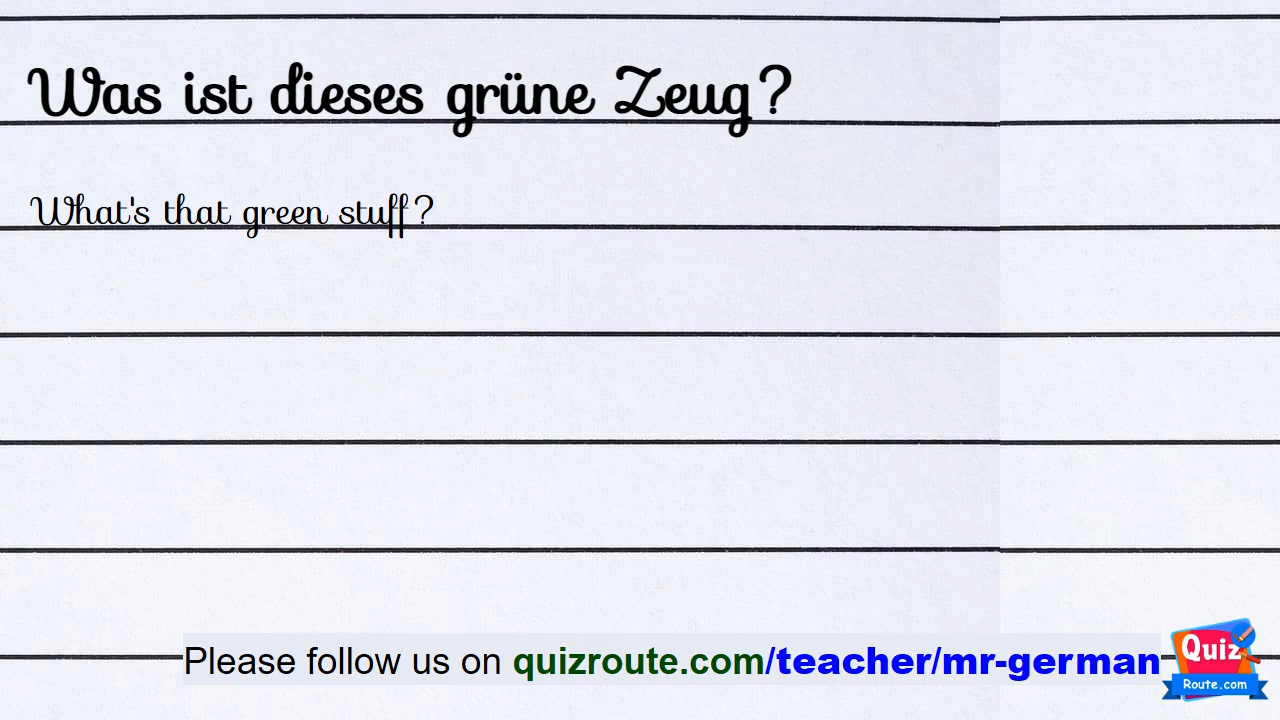 Was ist dieses grüne Zeug?
What's that green stuff?
Please follow us on quizroute.com/teacher/mr-german
Quiz
Route.com